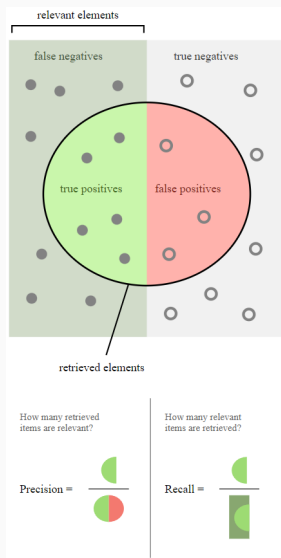 relevant elements
false negatives
true negatives
true positives
false positives
retrieved elements
How many retrieved
items are relevant?
Precision =
How many relevant
items are retrieved?
Recall =